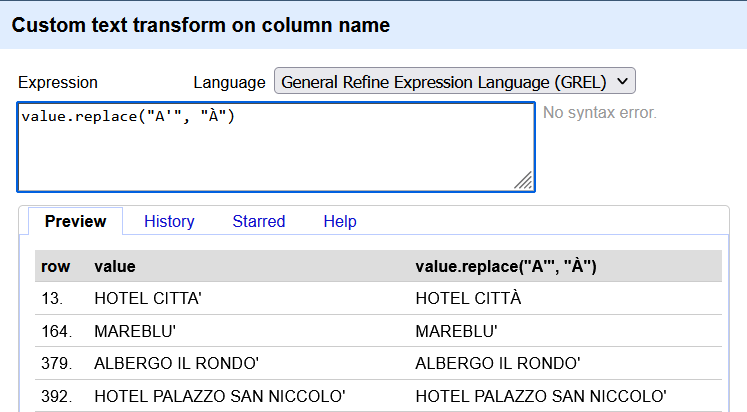 Custom text transform on column name
Expression Language General Refine Expression Language (GREL)
value.replace("A'", "À") No syntax error.
Preview History Starred Help
row value value.replace("A'", "À")
13. HOTEL CITTA' HOTEL CITTÀ
164. MAREBLU' MAREBLU'
379. ALBERGO IL RONDO' ALBERGO IL RONDO'
392. HOTEL PALAZZO SAN NICCOLO' HOTEL PALAZZO SAN NICCOLO'